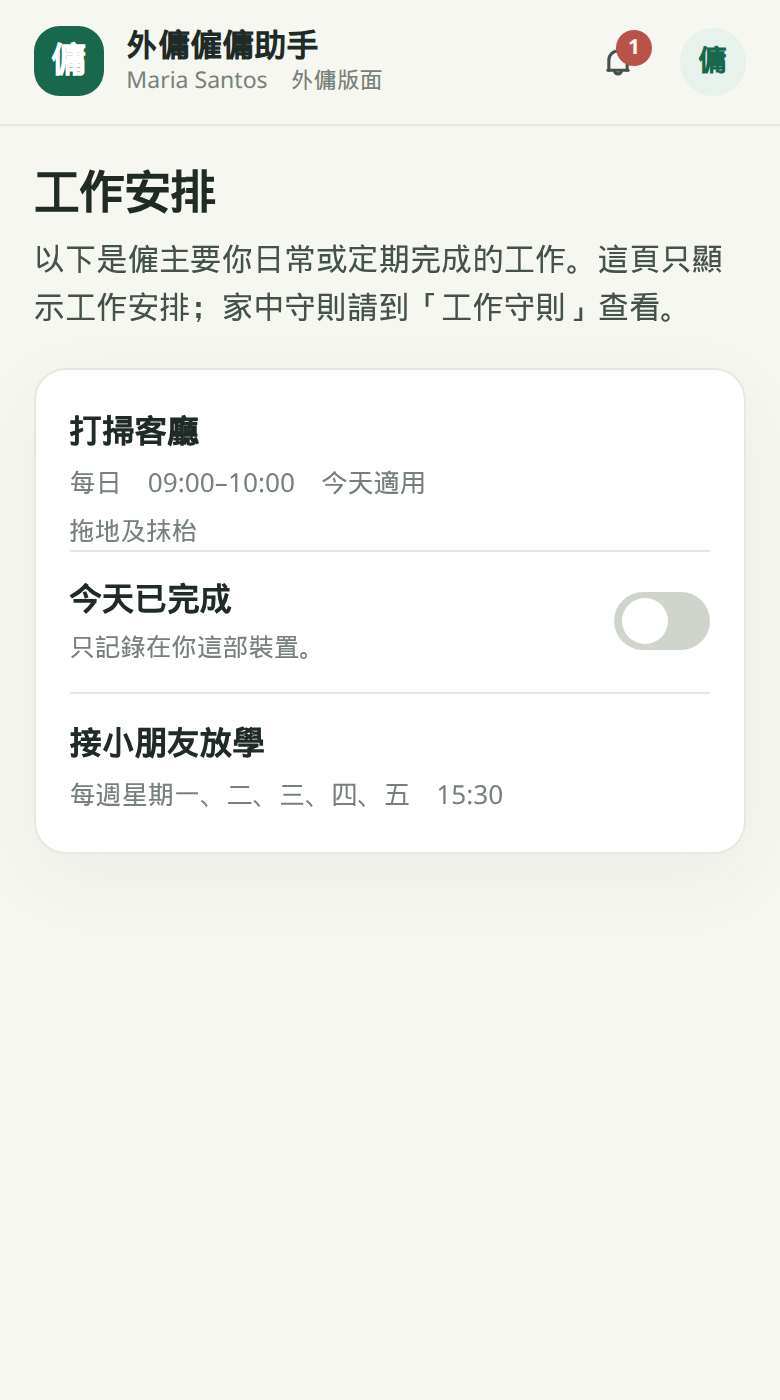 傭
外傭僱傭助手
Maria Santos　外傭版面
1
傭
工作安排
以下是僱主要你日常或定期完成的工作。這頁只顯
示工作安排；家中守則請到「工作守則」查看。
打掃客廳
每日　09:00–10:00　今天適用
拖地及抹枱
今天已完成
只記錄在你這部裝置。
接小朋友放學
每週星期一、二、三、四、五　15:30